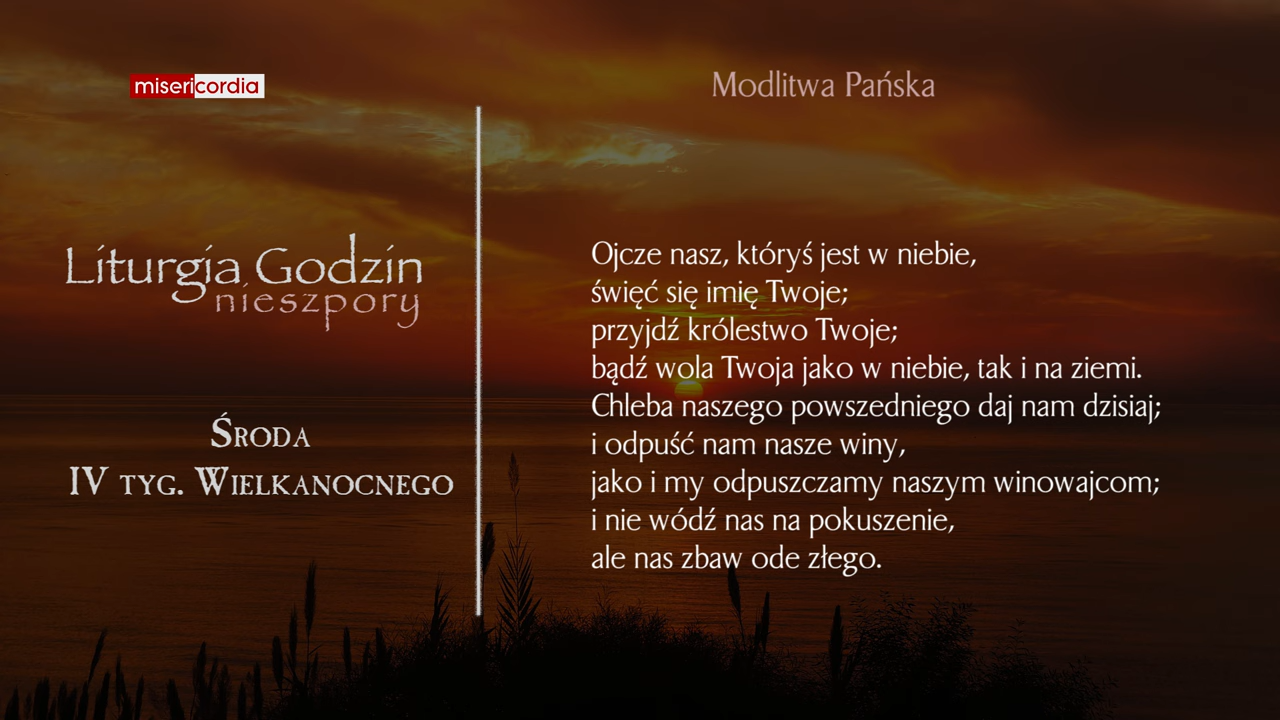 misericordia
Liturgia Godzin
nieszpory
Środa
IV tyg. Wielkanocnego
Modlitwa Pańska
Ojcze nasz, któryś jest w niebie,
święć się imię Twoje;
przyjdź królestwo Twoje;
bądź wola Twoja jako w niebie, tak i na ziemi.
Chleba naszego powszedniego daj nam dzisiaj;
i odpuść nam nasze winy,
jako i my odpuszczamy naszym winowajcom;
i nie wódź nas na pokuszenie,
ale nas zbaw ode złego.